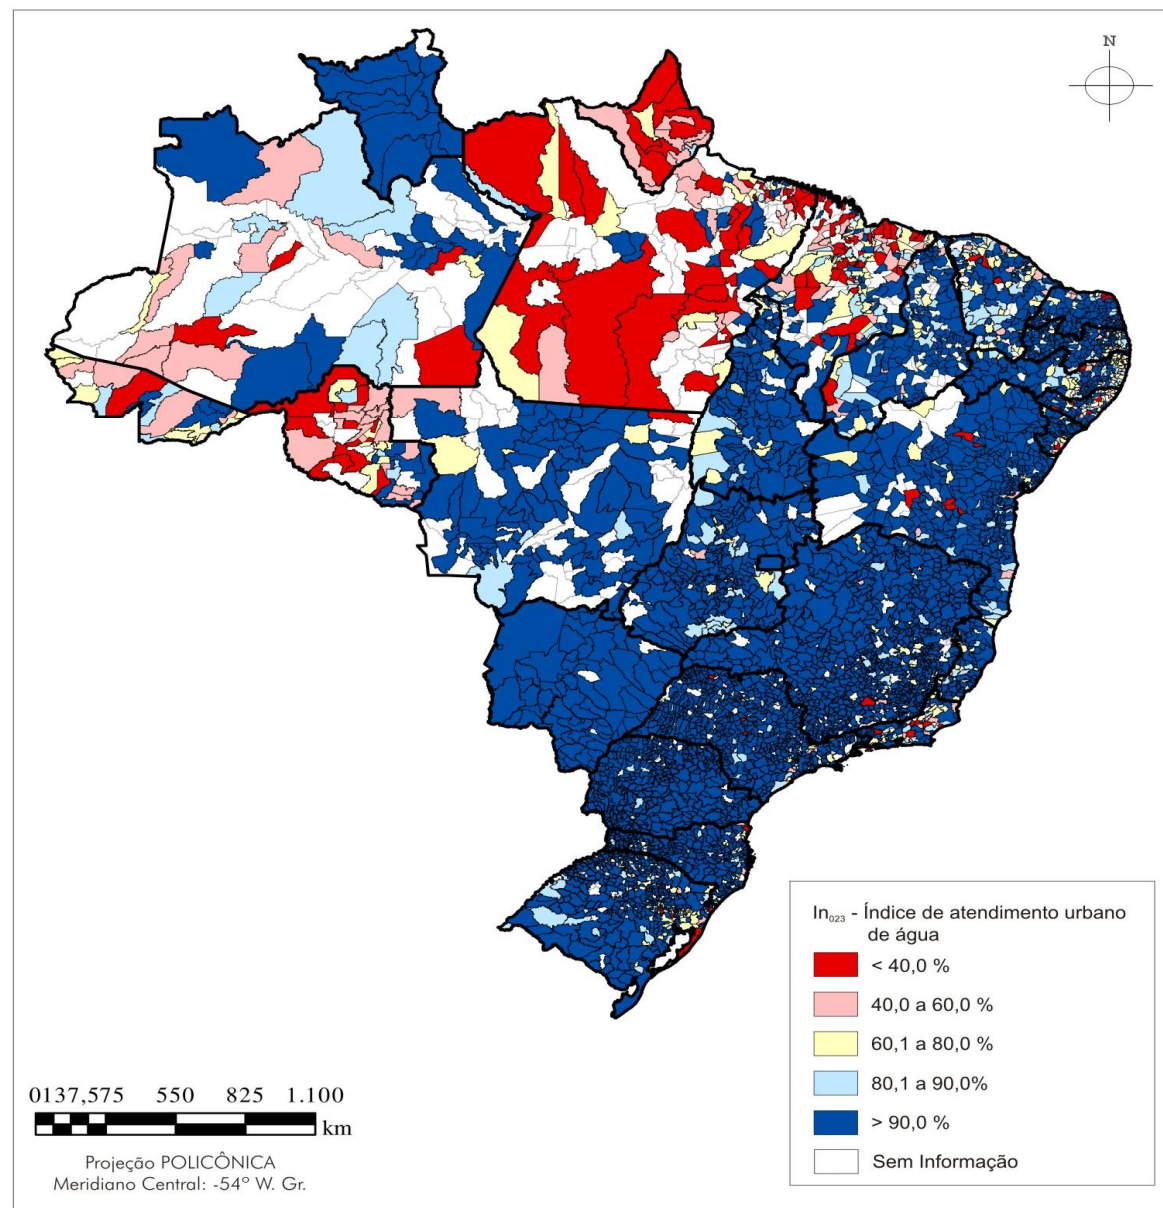 N
In023 - Índice de atendimento urbano
de água
< 40,0 %
40,0 a 60,0 %
60,1 a 80,0 %
80,1 a 90,0%
> 90,0 %
Sem Informação
0137,575 550 825 1.100
km
Projeção POLICÔNICA
Meridiano Central: -54º W. Gr.